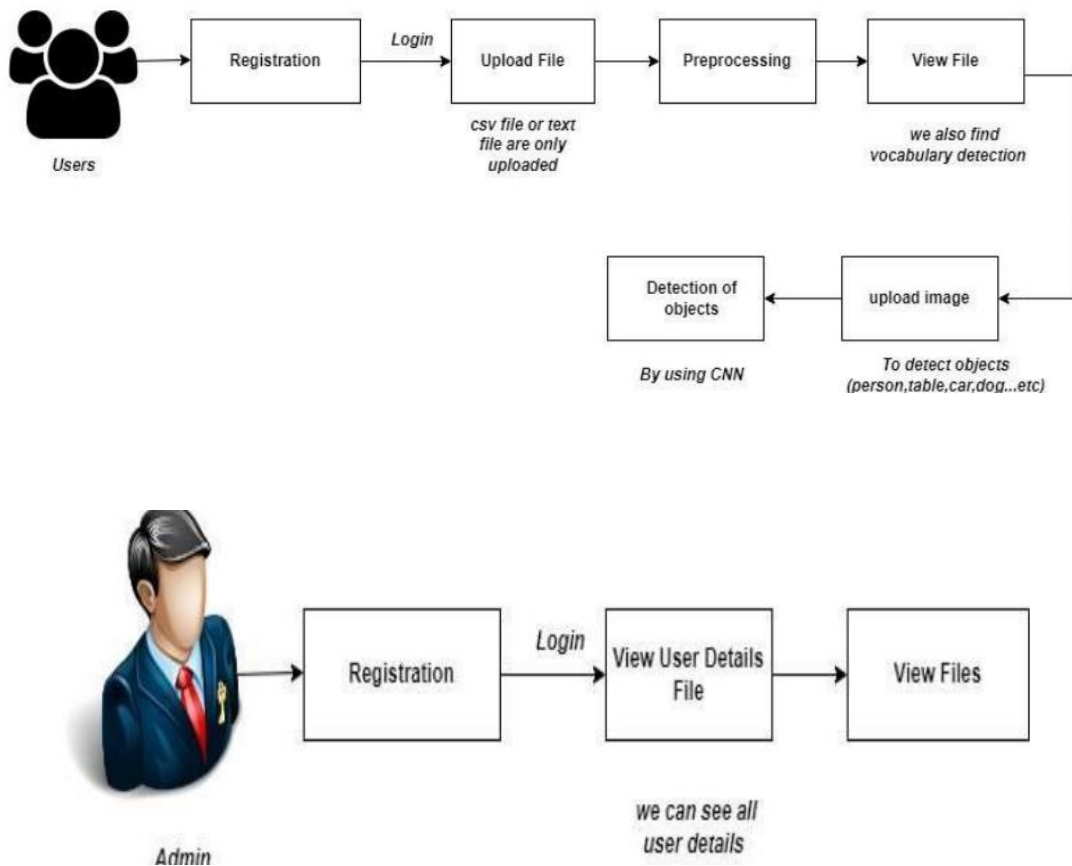 Users
Registration
Login
Upload File
csv file or text
file are only
uploaded
Preprocessing
View File
we also find
vocabulary detection
upload image
To detect objects
(person,table,car,dog...etc)
Detection of
objects
By using CNN
Admin
Registration
Login
View User Details
File
we can see all
user details
View Files